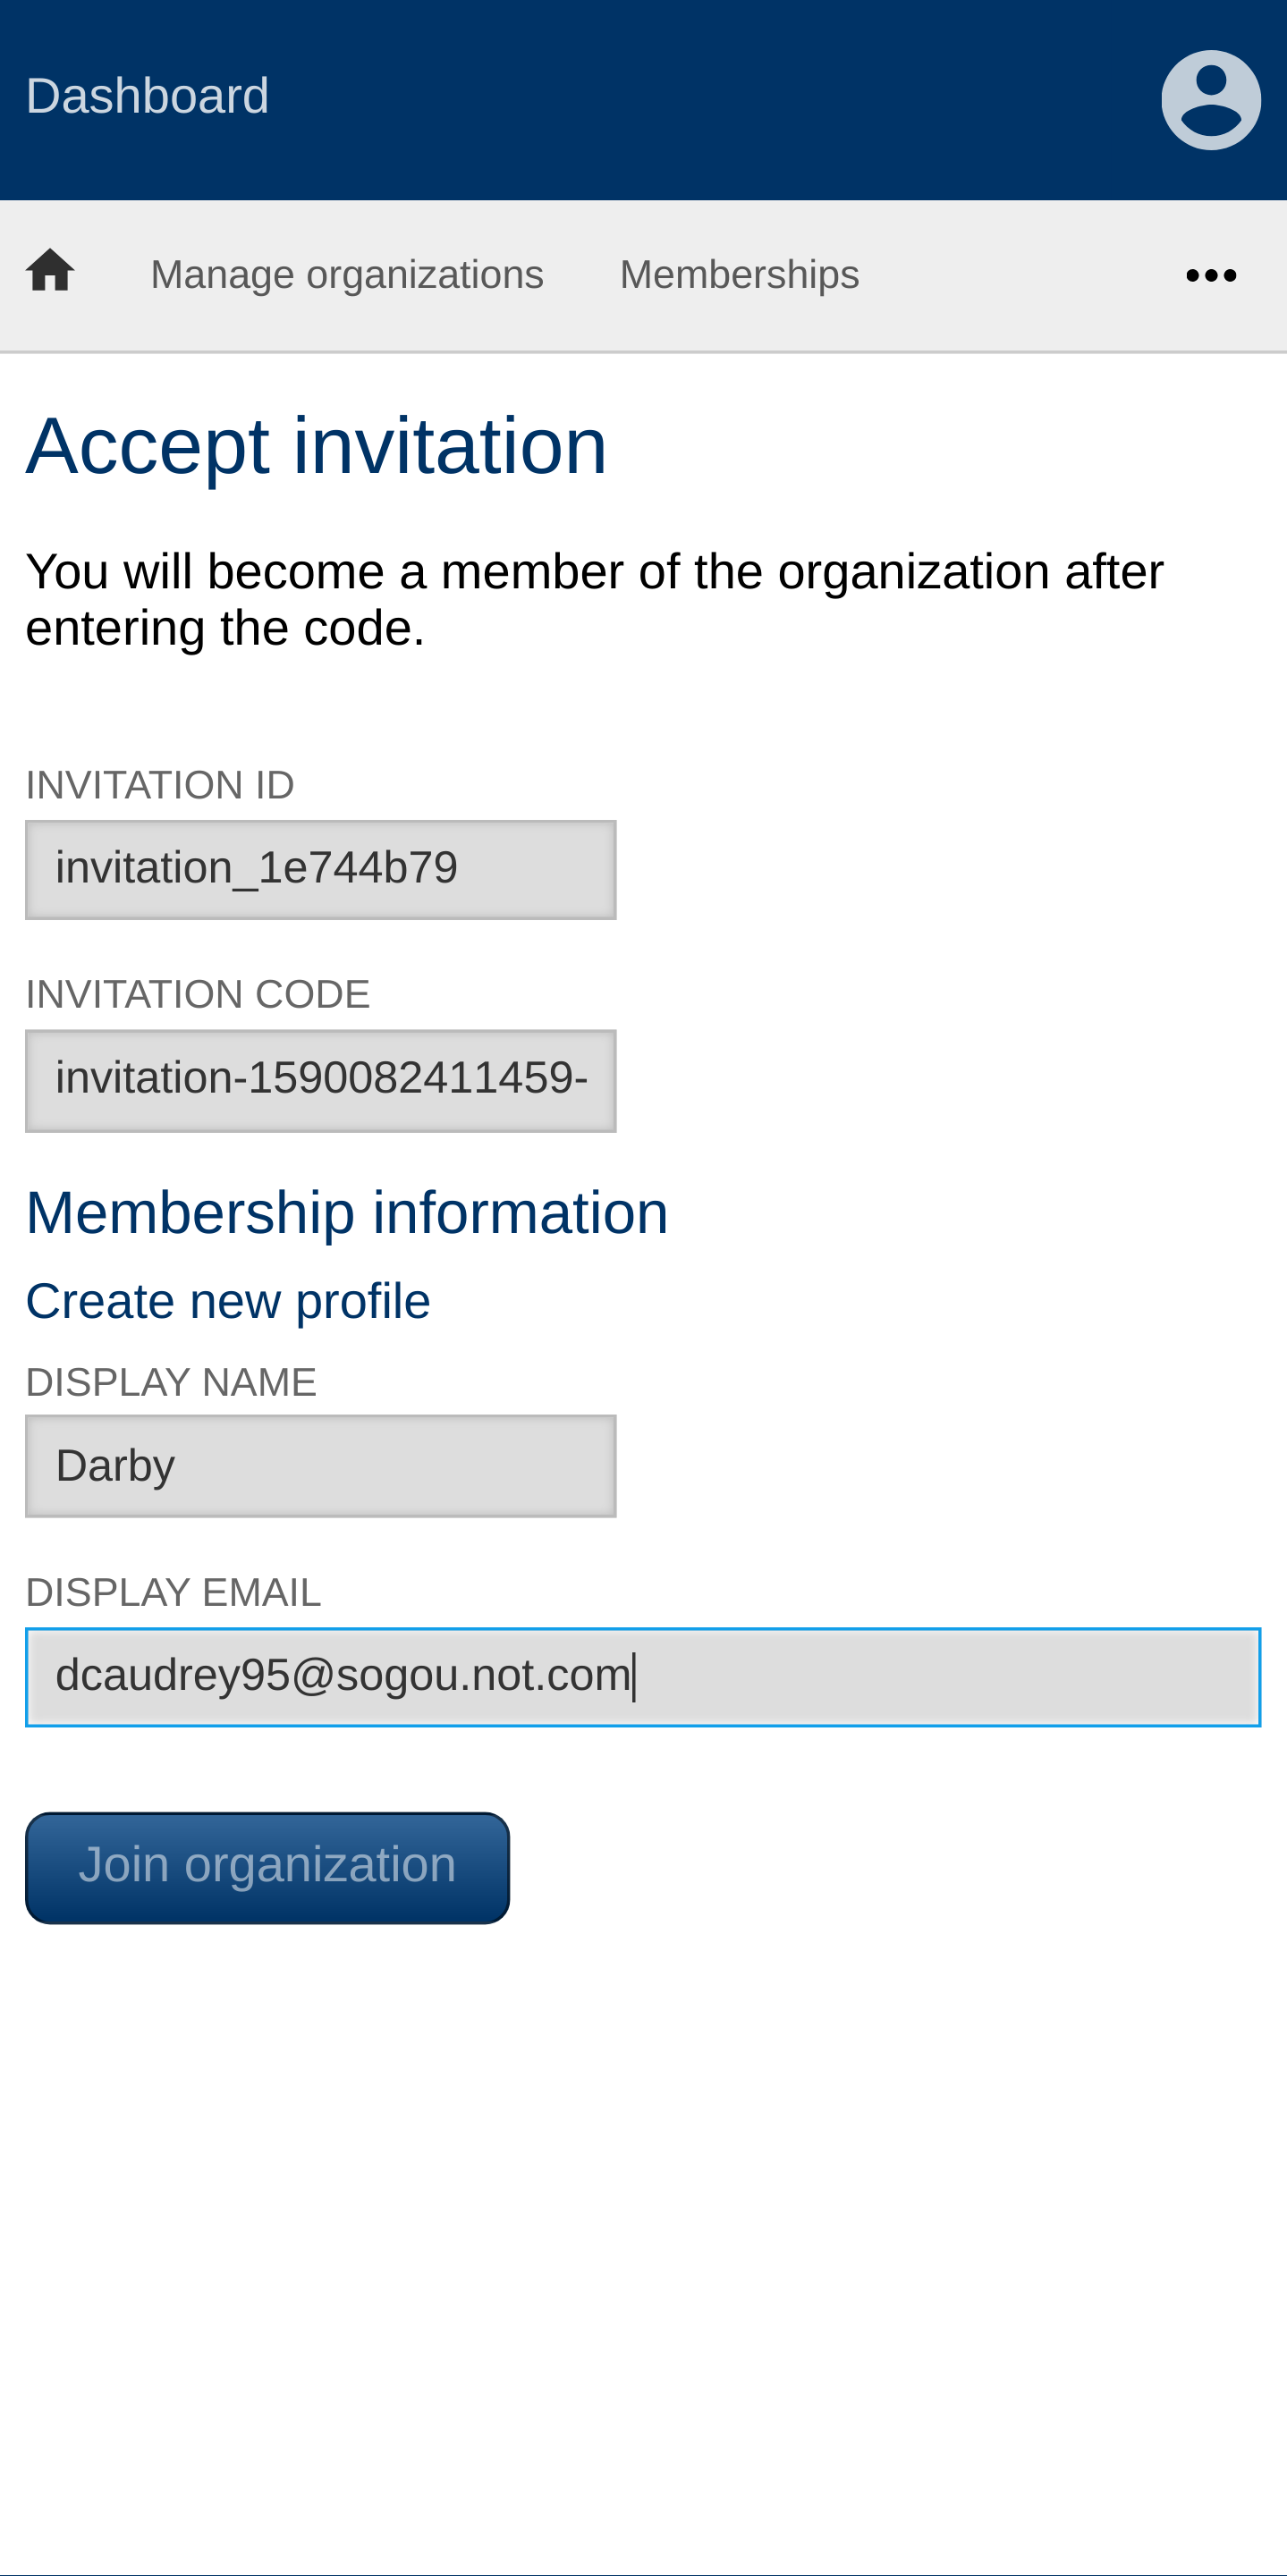 Dashboard
Manage organizations Memberships
Accept invitation
You will become a member of the organization after
entering the code.
INVITATION ID
invitation_1e744b79
INVITATION CODE
invitation-1590082411459-
Membership information
Create new profile
DISPLAY NAME
Darby
DISPLAY EMAIL
dcaudrey95@sogou.not.com
Join organization